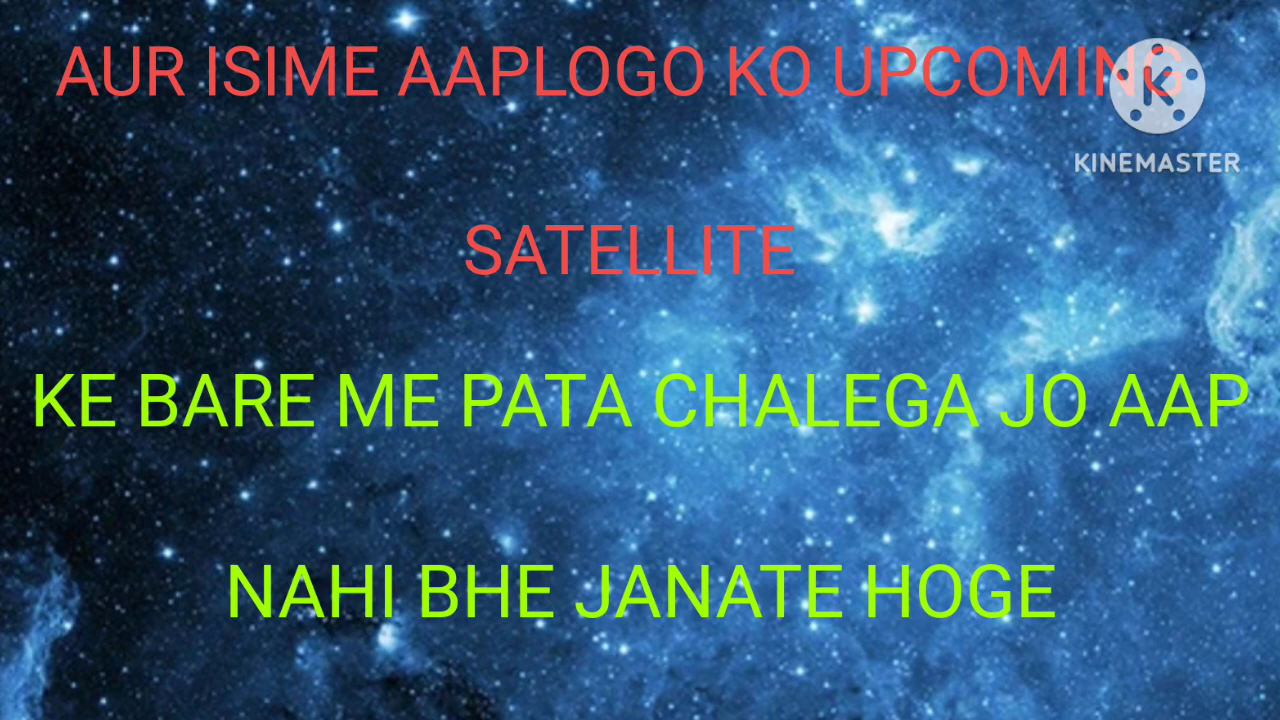 AUR ISIME AAPLOGO KO UPCOMING
KINEMASTER
SATELLITE
KE BARE ME PATA CHALEGA JO AAP
NAHI BHE JANATE HOGE